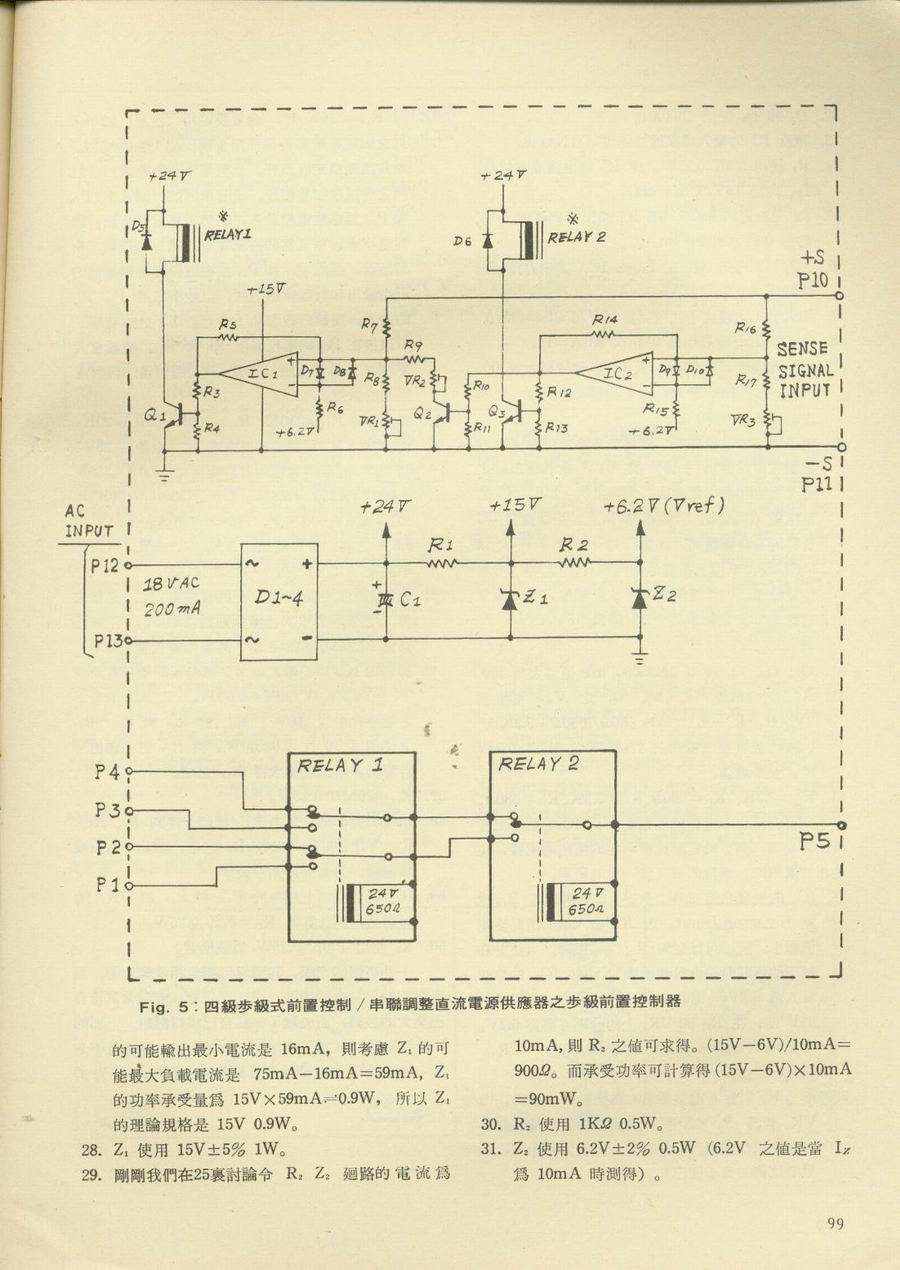 +24V
+24V
D5
※
RELAY1
D6
※
RELAY 2
+S
P10
+15V
R5
R7
R9
R14
R16
SENSE
SIGNAL
INPUT
IC1
D7
D8
R8
VR2
R10
R12
IC2
D9
D10
R17
R3
Q1
R4
R6
+6.2V
VR1
Q2
R11
Q3
R13
R15
+6.2V
VR3
-S
P11
AC
INPUT
+24V
+15V
+6.2V (Vref)
P12
18VAC
200mA
P13
~
+
~
-
D1~4
R1
R2
+
-
C1
Z1
Z2
P4
P3
P2
P1
RELAY 1
RELAY 2
24V
650Ω
24V
650Ω
P5
Fig. 5：四級步級式前置控制／串聯調整直流電源供應器之步級前置控制器
的可能輸出最小電流是 16mA，則考慮 Z₁ 的可
能最大負載電流是 75mA－16mA＝59mA，Z₁
的功率承受量爲 15V×59mA≒0.9W， 所以 Z₁
的理論規格是 15V 0.9W。
28. Z₁ 使用 15V±5% 1W。
29. 剛剛我們在25裏討論令 R₂ Z₂ 廻路的電流爲
10mA，則 R₂ 之値可求得。(15V－6V)/10mA＝
900Ω。而承受功率可計算得 (15V－6V)×10mA
＝90mW。
30. R₂ 使用 1KΩ 0.5W。
31. Z₂ 使用 6.2V±2% 0.5W (6.2V 之値是當 Iz
爲 10mA 時測得) 。
99